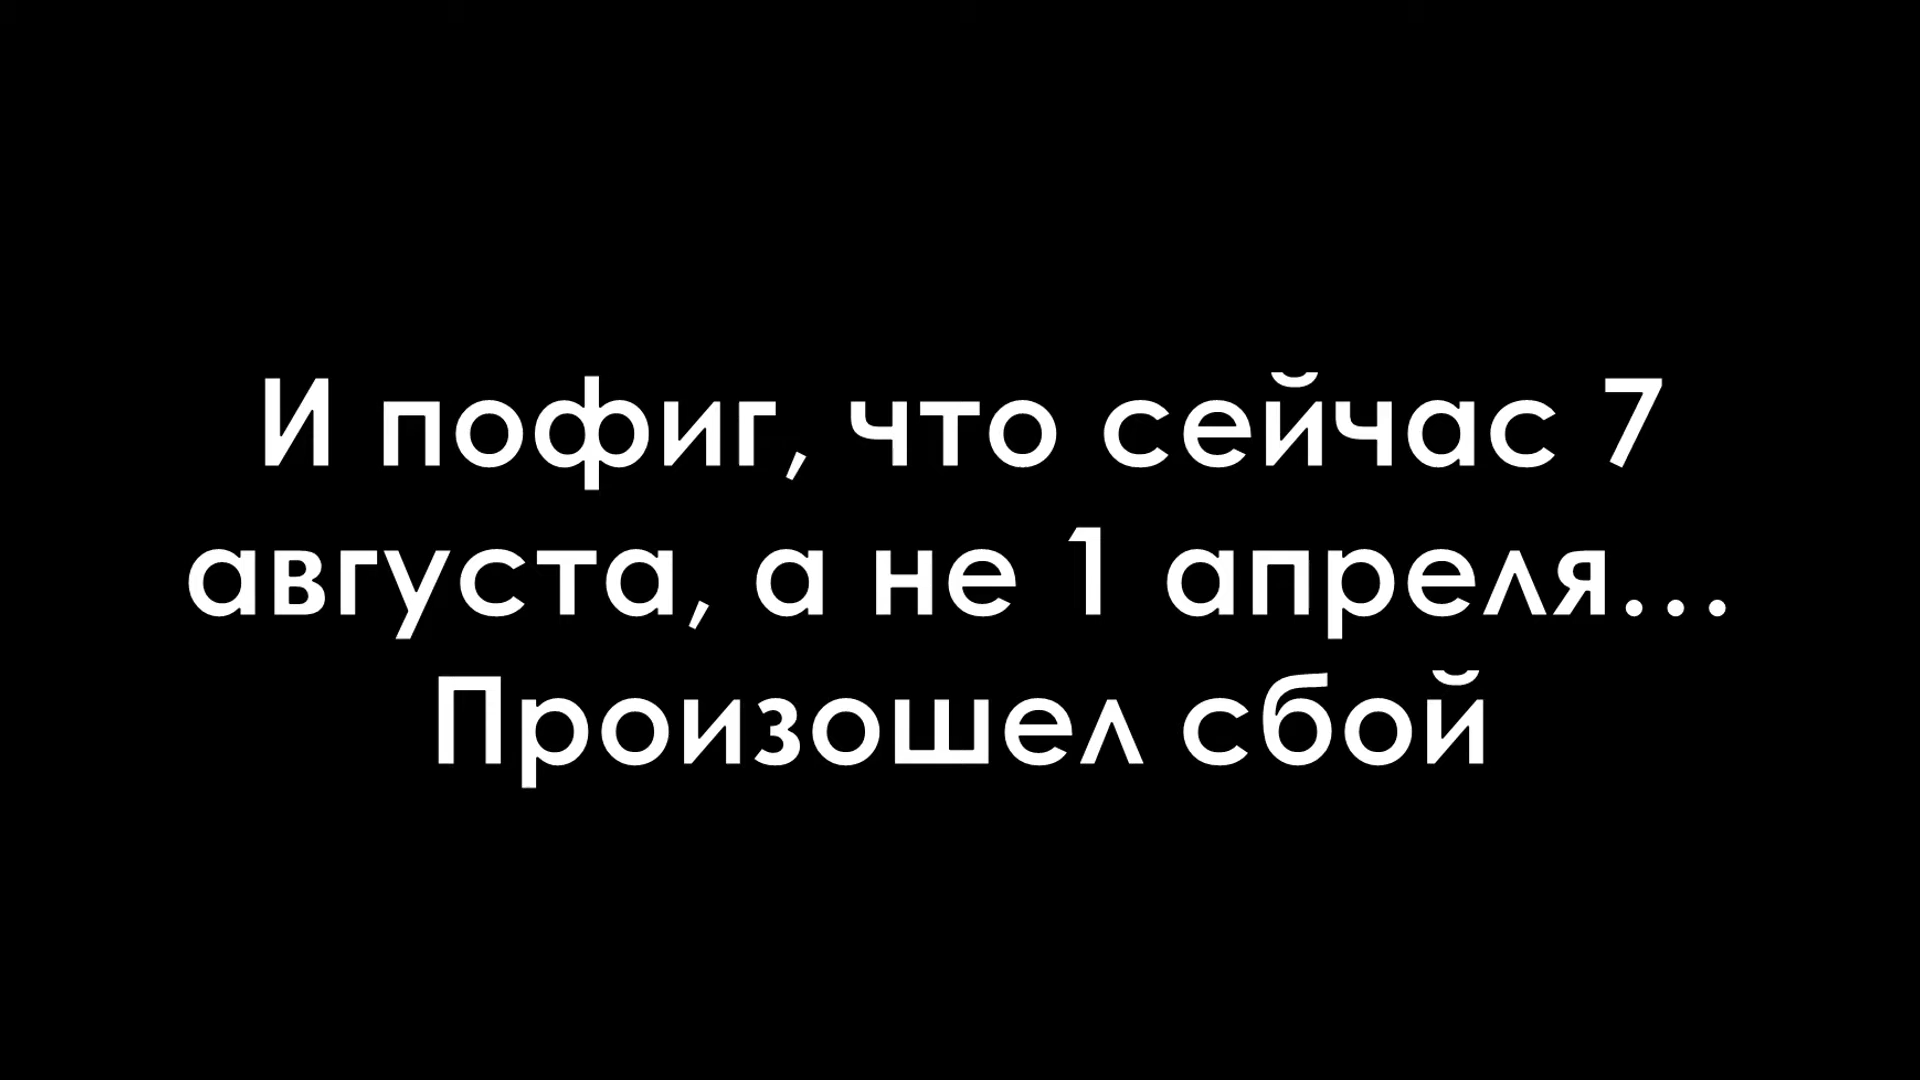 И пофиг, что сейчас 7
августа, а не 1 апреля...
Произошел сбой